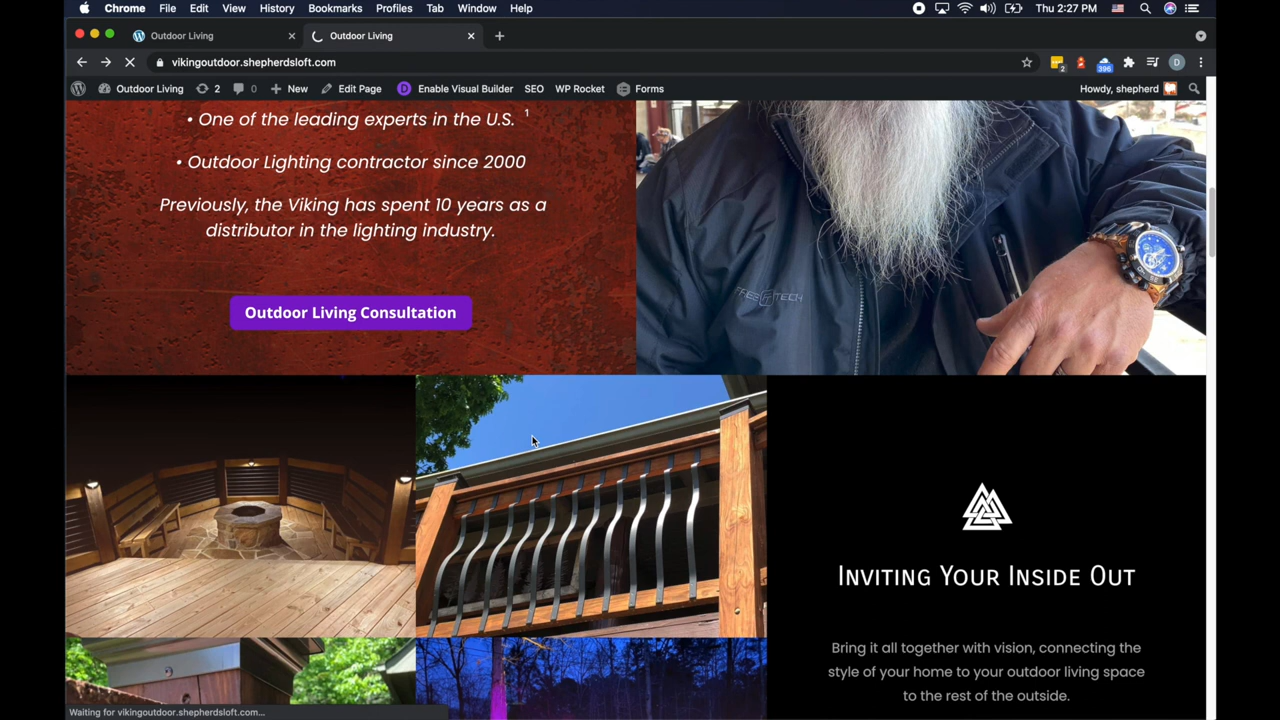 Chrome File Edit View History Bookmarks Profiles Tab Window Help Thu 2:27 PM
Outdoor Living Outdoor Living
vikingoutdoor.shepherdsloft.com 2 396 D
Outdoor Living 2 0 New Edit Page D Enable Visual Builder SEO WP Rocket Forms Howdy, shepherd
• One of the leading experts in the U.S. 1
• Outdoor Lighting contractor since 2000
Previously, the Viking has spent 10 years as a
distributor in the lighting industry.
Outdoor Living Consultation
INVITING YOUR INSIDE OUT
Bring it all together with vision, connecting the
style of your home to your outdoor living space
to the rest of the outside.
Waiting for vikingoutdoor.shepherdsloft.com...